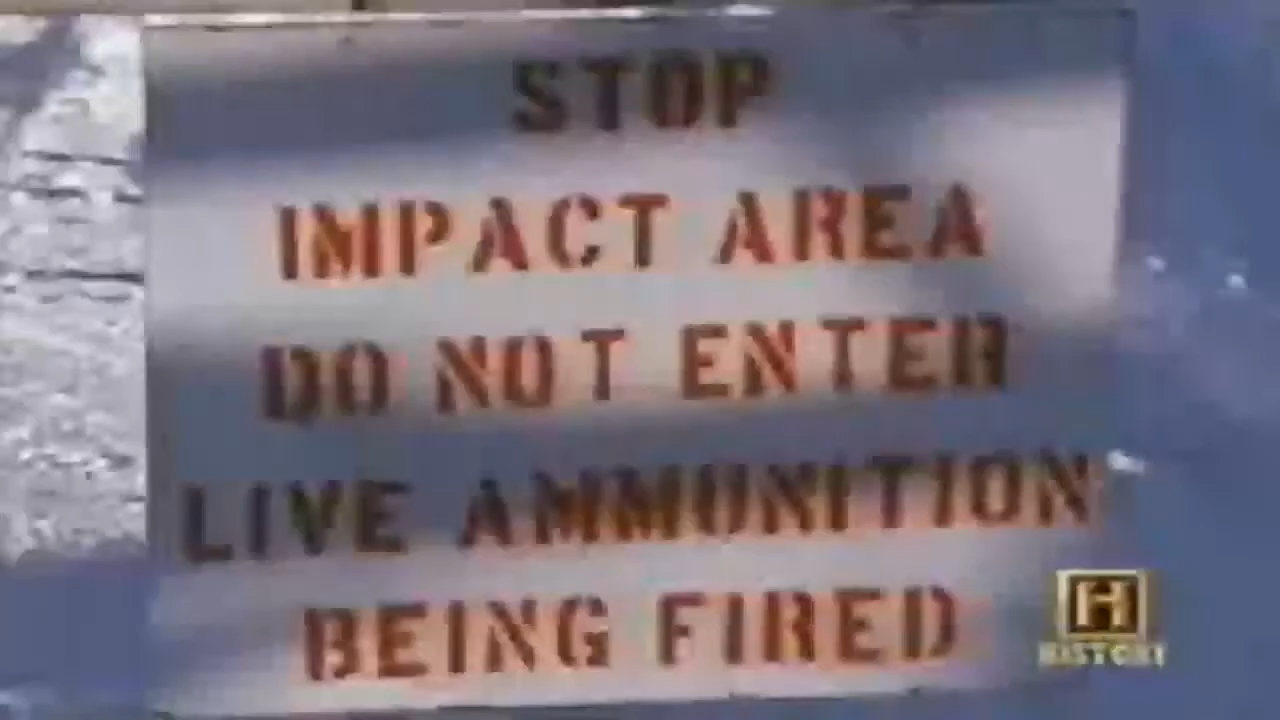 STOP
IMPACT AREA
DO NOT ENTER
LIVE AMMUNITION
BEING FIRED
H
HISTORY